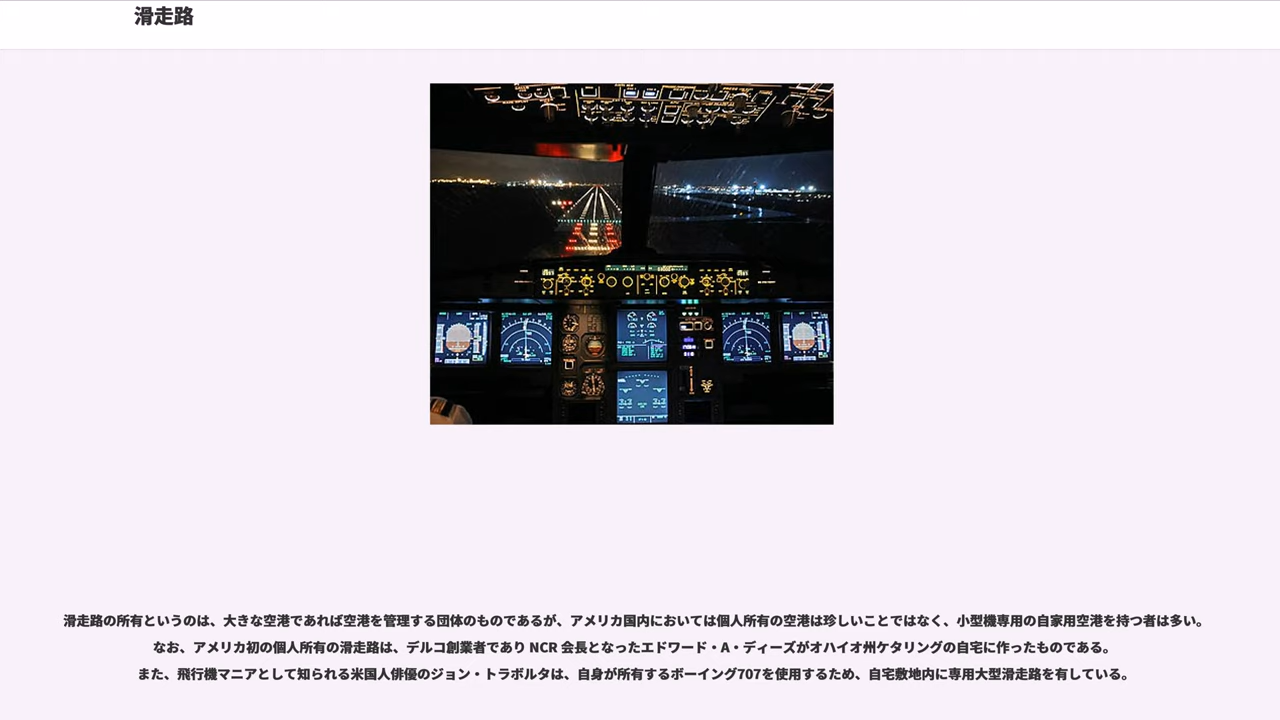 滑走路
滑走路の所有というのは、大きな空港であれば空港を管理する団体のものであるが、アメリカ国内においては個人所有の空港は珍しいことではなく、小型機専用の自家用空港を持つ者は多い。
なお、アメリカ初の個人所有の滑走路は、デルコ創業者であり NCR 会長となったエドワード・A・ディーズがオハイオ州ケタリングの自宅に作ったものである。
また、飛行機マニアとして知られる米国人俳優のジョン・トラボルタは、自身が所有するボーイング707を使用するため、自宅敷地内に専用大型滑走路を有している。